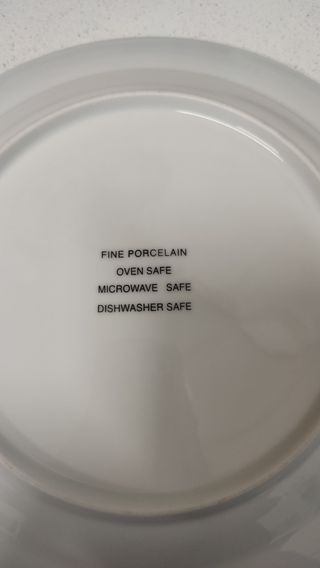 FINE PORCELAIN
OVEN SAFE
MICROWAVE SAFE
DISHWASHER SAFE